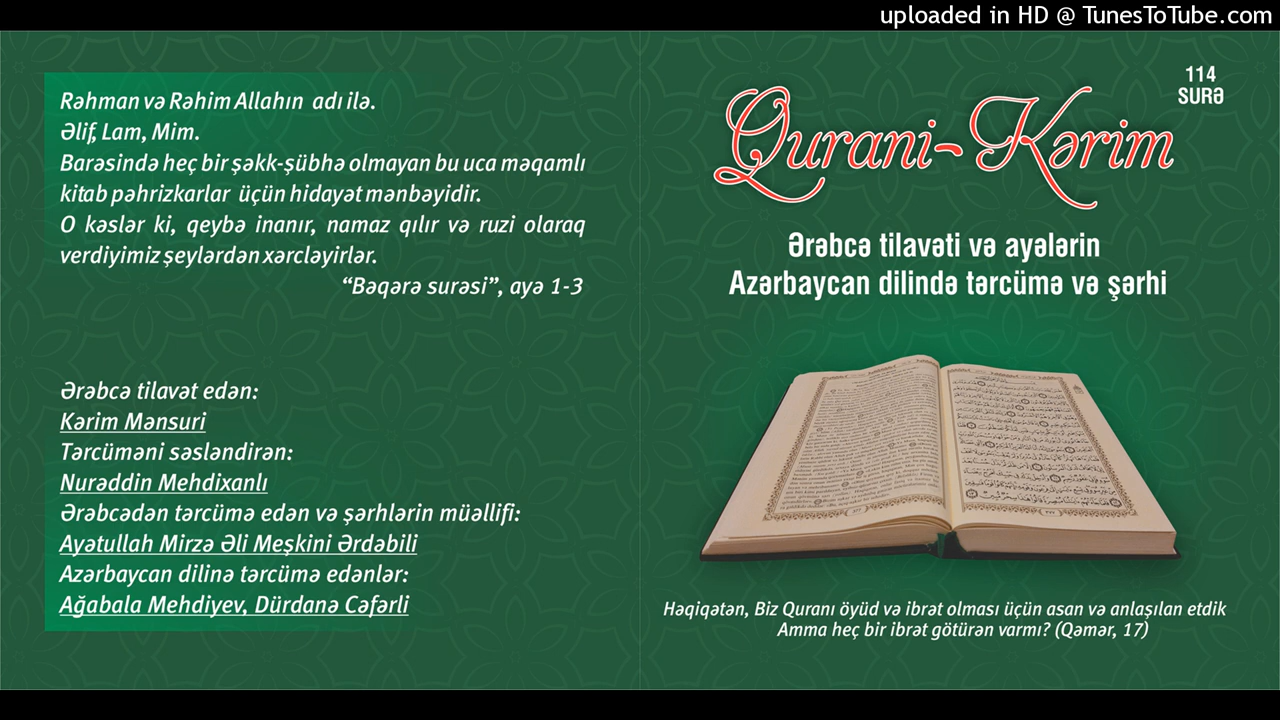 uploaded in HD @ TunesToTube.com
Rəhman və Rəhim Allahın adı ilə.
Əlif, Lam, Mim.
Barəsində heç bir şəkk-şübhə olmayan bu uca məqamlı
kitab pəhrizkarlar üçün hidayət mənbəyidir.
O kəslər ki, qeybə inanır, namaz qılır və ruzi olaraq
verdiyimiz şeylərdən xərcləyirlər.
“Bəqərə surəsi”, ayə 1-3
Ərəbcə tilavət edən:
Kərim Mənsuri
Tərcüməni səsləndirən:
Nurəddin Mehdixanlı
Ərəbcədən tərcümə edən və şərhlərin müəllifi:
Ayətullah Mirzə Əli Meşkini Ərdəbili
Azərbaycan dilinə tərcümə edənlər:
Ağabala Mehdiyev, Dürdanə Cəfərli
114
SURƏ
Qurani-Kərim
Ərəbcə tilavəti və ayələrin
Azərbaycan dilində tərcümə və şərhi
Həqiqətən, Biz Quranı öyüd və ibrət olması üçün asan və anlaşılan etdik
Amma heç bir ibrət götürən varmı? (Qəmər, 17)